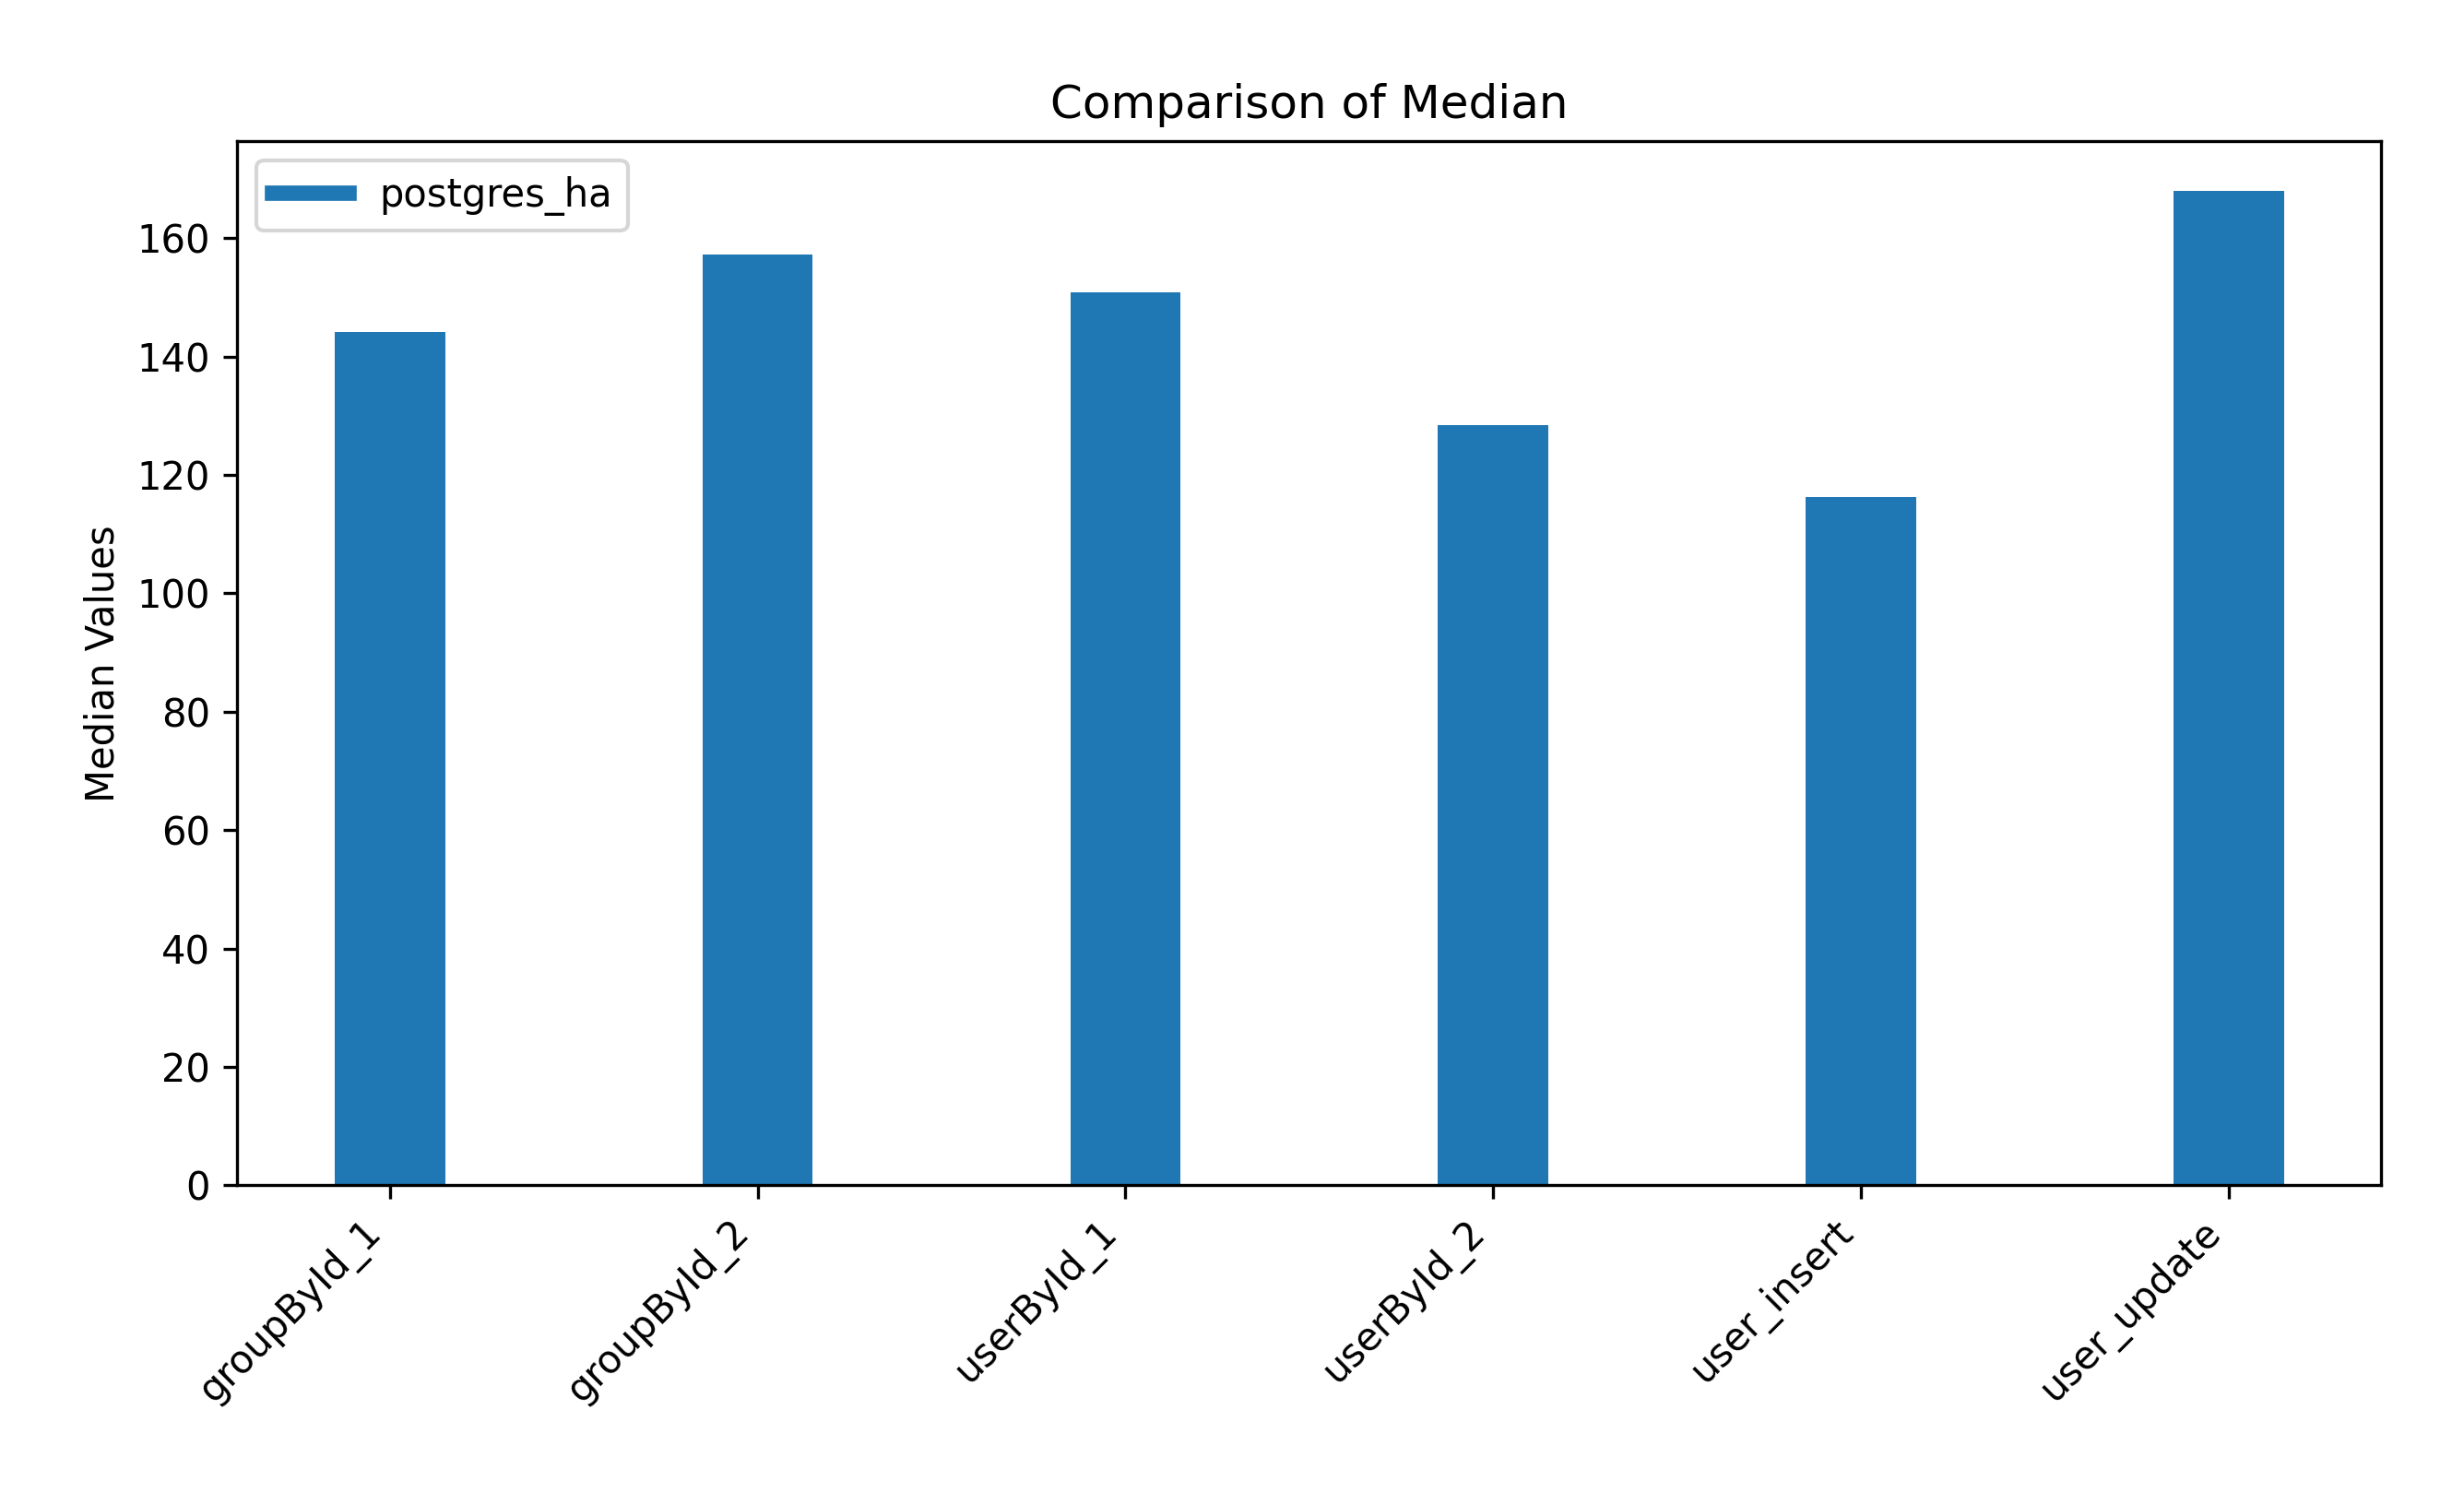 Comparison of Median
postgres_ha
Median Values
160
140
120
100
80
60
40
20
0
groupById_1
groupById_2
userById_1
userById_2
user_insert
user_update